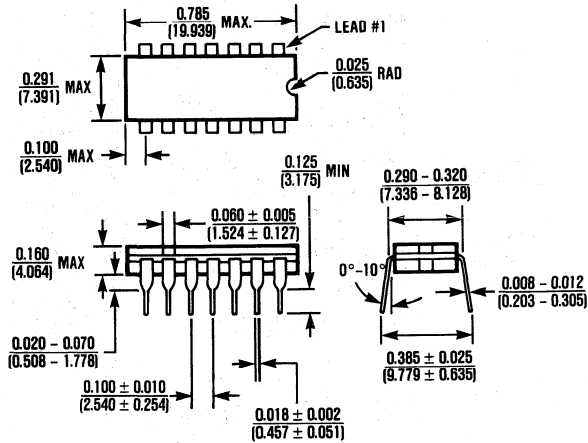 0.785
(19.939) MAX.
LEAD #1
0.291
(7.391) MAX
0.025
(0.635) RAD
0.100
(2.540) MAX
0.125
(3.175) MIN
0.290 – 0.320
(7.336 – 8.128)
0.060 ± 0.005
(1.524 ± 0.127)
0.160
(4.064) MAX
0°–10°
0.008 – 0.012
(0.203 – 0.305)
0.020 – 0.070
(0.508 – 1.778)
0.385 ± 0.025
(9.779 ± 0.635)
0.100 ± 0.010
(2.540 ± 0.254)
0.018 ± 0.002
(0.457 ± 0.051)